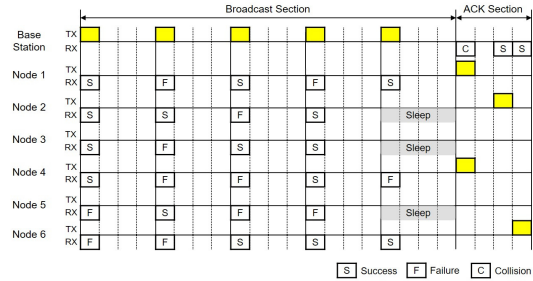 Broadcast Section ACK Section
Base Station TX
RX C S S
Node 1 TX
RX S F S F S
Node 2 TX
RX S S F S Sleep
Node 3 TX
RX S F S S Sleep
Node 4 TX
RX S F F S F
Node 5 TX
RX F S F F Sleep
Node 6 TX
RX F F S S S
S Success F Failure C Collision